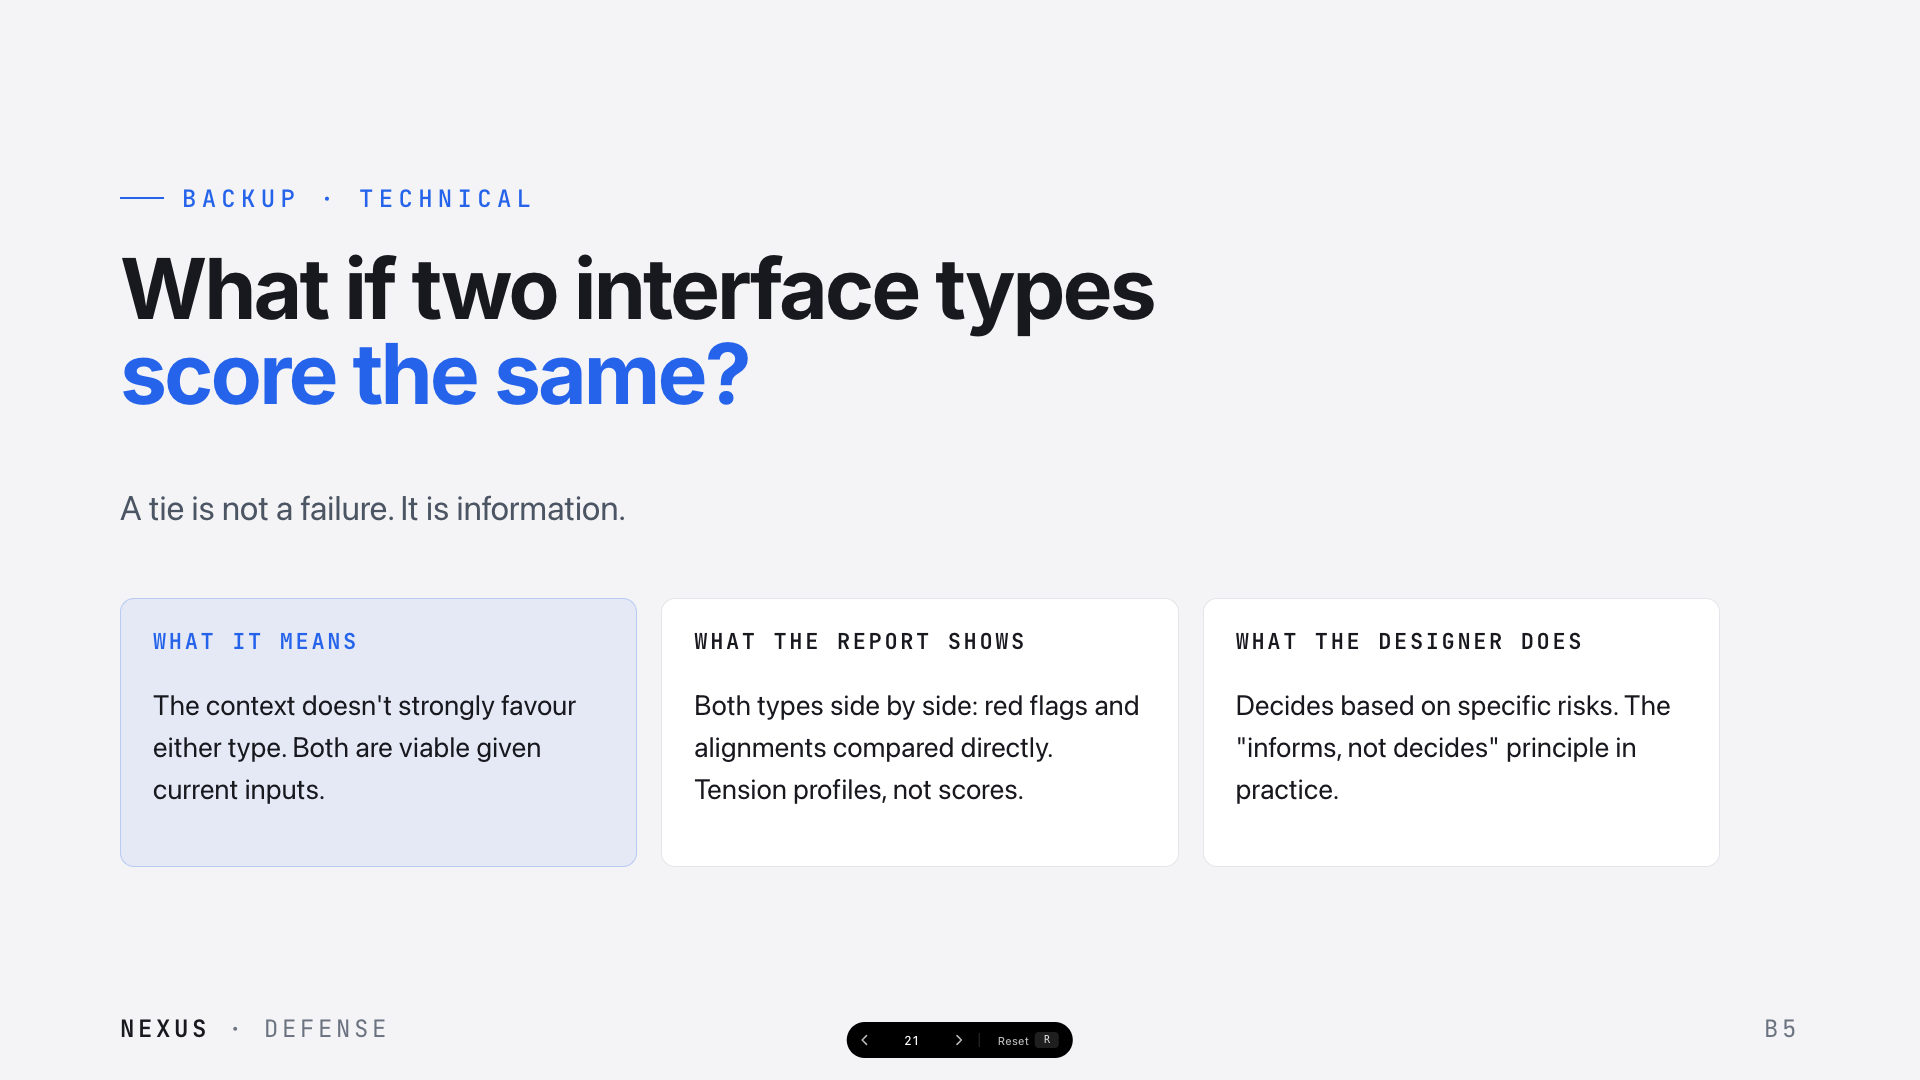 BACKUP · TECHNICAL
What if two interface types
score the same?
A tie is not a failure. It is information.
WHAT IT MEANS
The context doesn't strongly favour
either type. Both are viable given
current inputs.
WHAT THE REPORT SHOWS
Both types side by side: red flags and
alignments compared directly.
Tension profiles, not scores.
WHAT THE DESIGNER DOES
Decides based on specific risks. The
"informs, not decides" principle in
practice.
NEXUS · DEFENSE
21
Reset R
B5